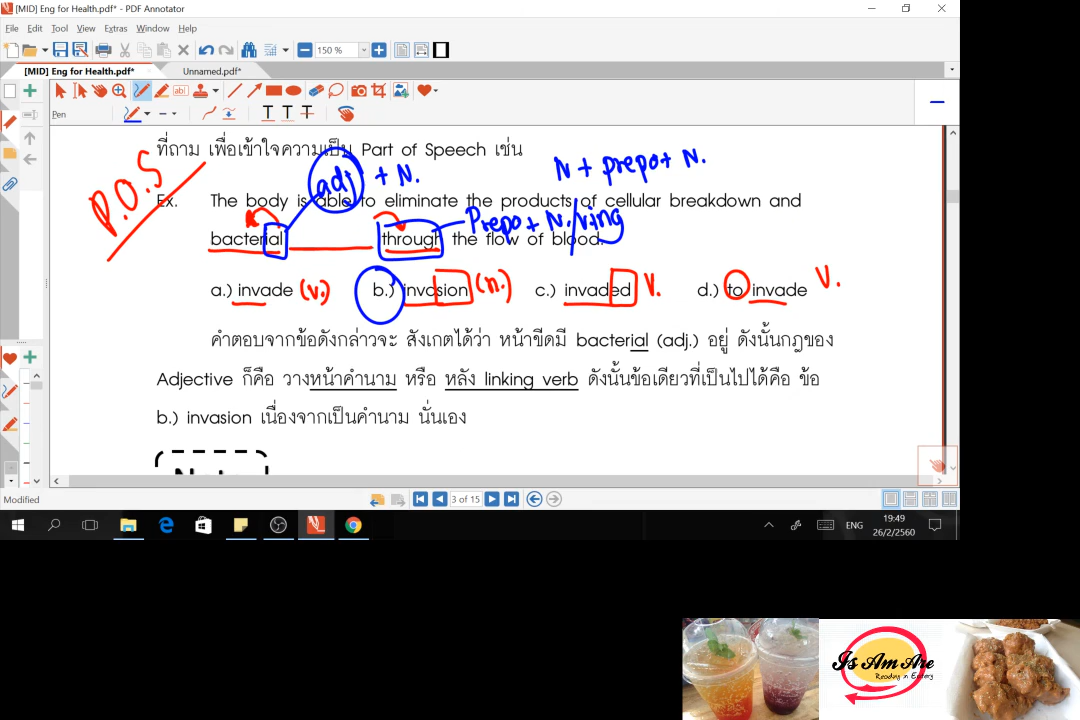 [MID] Eng for Health.pdf* - PDF Annotator
File Edit Tool View Extras Window Help
150 %
[MID] Eng for Health.pdf* Unnamed.pdf*
Pen
ที่ถาม เพื่อเข้าใจความเป็น Part of Speech เช่น
P.O.S
adj + N.
N + prepo + N.
Ex. The body is able to eliminate the products of cellular breakdown and
Prepo + N./Ving
bacterial through the flow of blood.
a.) invade (v.) b.) invasion (n.) c.) invaded V. d.) to invade V.
คำตอบจากข้อดังกล่าวจะ สังเกตได้ว่า หน้าขีดมี bacterial (adj.) อยู่ ดังนั้นกฎของ
Adjective ก็คือ วางหน้าคำนาม หรือ หลัง linking verb ดังนั้นข้อเดียวที่เป็นไปได้คือ ข้อ
b.) invasion เนื่องจากเป็นคำนาม นั่นเอง
Modified
3 of 15
ENG
19:49
26/2/2560
Is Am Are
Reading n Eatery